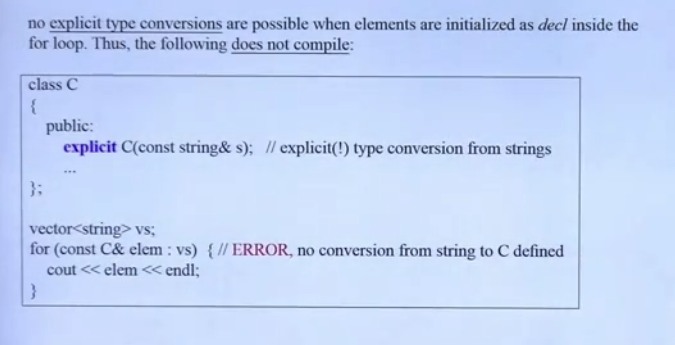 no explicit type conversions are possible when elements are initialized as decl inside the
for loop. Thus, the following does not compile:
class C
{
public:
explicit C(const string& s); // explicit(!) type conversion from strings
...
};
vector<string> vs;
for (const C& elem : vs) { // ERROR, no conversion from string to C defined
cout << elem << endl;
}